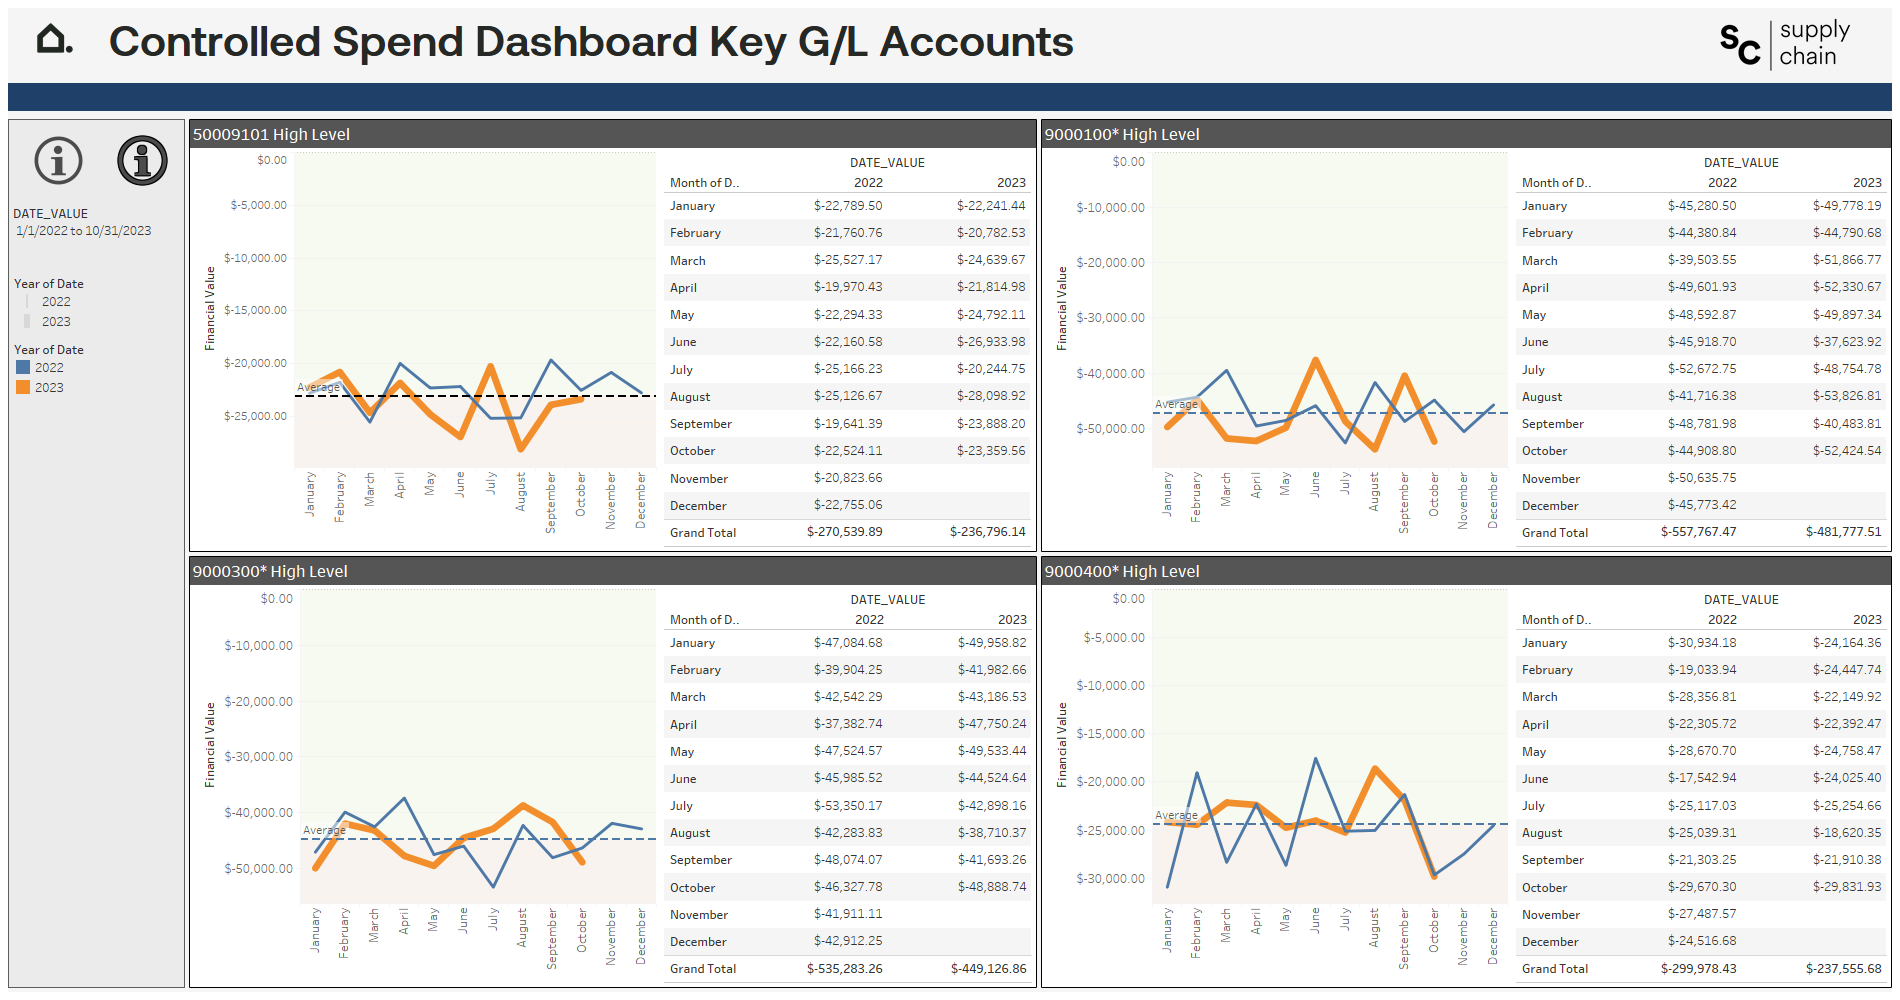 Controlled Spend Dashboard Key G/L Accounts
SC supply chain
DATE_VALUE
1/1/2022 to 10/31/2023
Year of Date
2022
2023
Year of Date
2022
2023
50009101 High Level
Financial Value
$0.00
$-5,000.00
$-10,000.00
$-15,000.00
$-20,000.00
$-25,000.00
Average
January February March April May June July August September October November December
DATE_VALUE
Month of D.. 2022 2023
January $-22,789.50 $-22,241.44
February $-21,760.76 $-20,782.53
March $-25,527.17 $-24,639.67
April $-19,970.43 $-21,814.98
May $-22,294.33 $-24,792.11
June $-22,160.58 $-26,933.98
July $-25,166.23 $-20,244.75
August $-25,126.67 $-28,098.92
September $-19,641.39 $-23,888.20
October $-22,524.11 $-23,359.56
November $-20,823.66
December $-22,755.06
Grand Total $-270,539.89 $-236,796.14
9000100* High Level
Financial Value
$0.00
$-10,000.00
$-20,000.00
$-30,000.00
$-40,000.00
$-50,000.00
Average
January February March April May June July August September October November December
DATE_VALUE
Month of D.. 2022 2023
January $-45,280.50 $-49,778.19
February $-44,380.84 $-44,790.68
March $-39,503.55 $-51,866.77
April $-49,601.93 $-52,330.67
May $-48,592.87 $-49,897.34
June $-45,918.70 $-37,623.92
July $-52,672.75 $-48,754.78
August $-41,716.38 $-53,826.81
September $-48,781.98 $-40,483.81
October $-44,908.80 $-52,424.54
November $-50,635.75
December $-45,773.42
Grand Total $-557,767.47 $-481,777.51
9000300* High Level
Financial Value
$0.00
$-10,000.00
$-20,000.00
$-30,000.00
$-40,000.00
$-50,000.00
Average
January February March April May June July August September October November December
DATE_VALUE
Month of D.. 2022 2023
January $-47,084.68 $-49,958.82
February $-39,904.25 $-41,982.66
March $-42,542.29 $-43,186.53
April $-37,382.74 $-47,750.24
May $-47,524.57 $-49,533.44
June $-45,985.52 $-44,524.64
July $-53,350.17 $-42,898.16
August $-42,283.83 $-38,710.37
September $-48,074.07 $-41,693.26
October $-46,327.78 $-48,888.74
November $-41,911.11
December $-42,912.25
Grand Total $-535,283.26 $-449,126.86
9000400* High Level
Financial Value
$0.00
$-5,000.00
$-10,000.00
$-15,000.00
$-20,000.00
$-25,000.00
$-30,000.00
Average
January February March April May June July August September October November December
DATE_VALUE
Month of D.. 2022 2023
January $-30,934.18 $-24,164.36
February $-19,033.94 $-24,447.74
March $-28,356.81 $-22,149.92
April $-22,305.72 $-22,392.47
May $-28,670.70 $-24,758.47
June $-17,542.94 $-24,025.40
July $-25,117.03 $-25,254.66
August $-25,039.31 $-18,620.35
September $-21,303.25 $-21,910.38
October $-29,670.30 $-29,831.93
November $-27,487.57
December $-24,516.68
Grand Total $-299,978.43 $-237,555.68